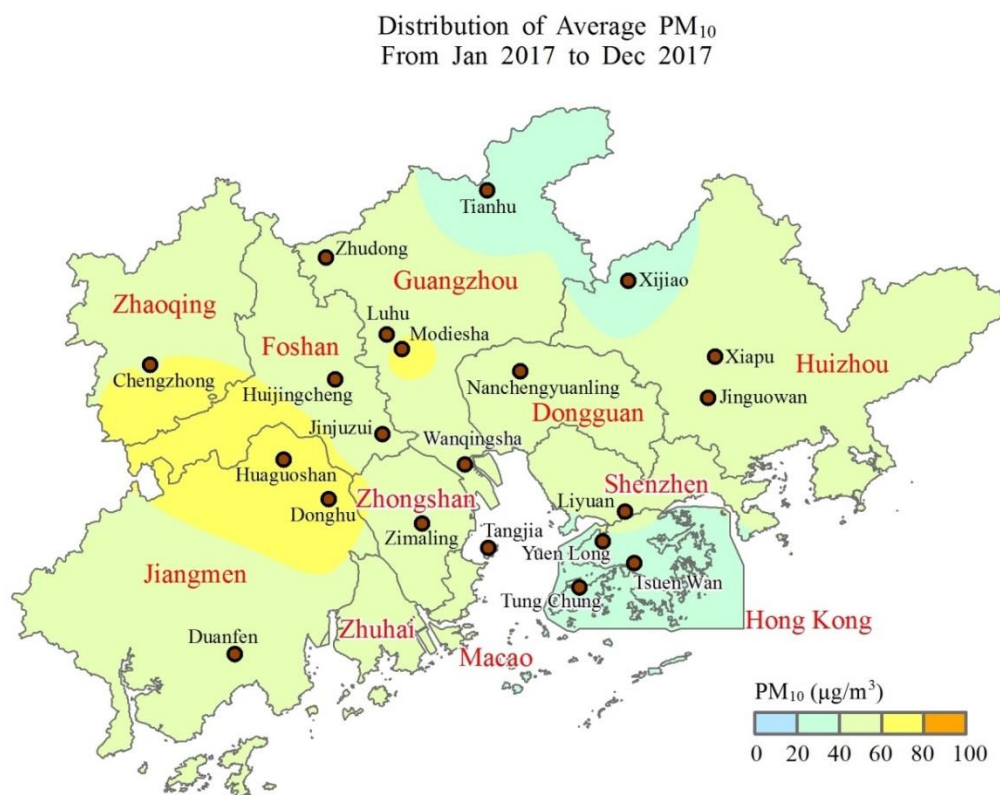 Distribution of Average PM₁₀
From Jan 2017 to Dec 2017
Tianhu
Zhudong
Guangzhou
Xijiao
Zhaoqing
Luhu
Modiesha
Foshan
Xiapu
Huizhou
Chengzhong
Huijingcheng
Nanchengyuanling
Jinguowan
Dongguan
Jinjuzui
Wanqingsha
Huaguoshan
Shenzhen
Zhongshan
Liyuan
Donghu
Zimaling
Tangjia
Yuen Long
Tsuen Wan
Jiangmen
Tung Chung
Hong Kong
Zhuhai
Duanfen
Macao
PM₁₀ (µg/m³)
0 20 40 60 80 100